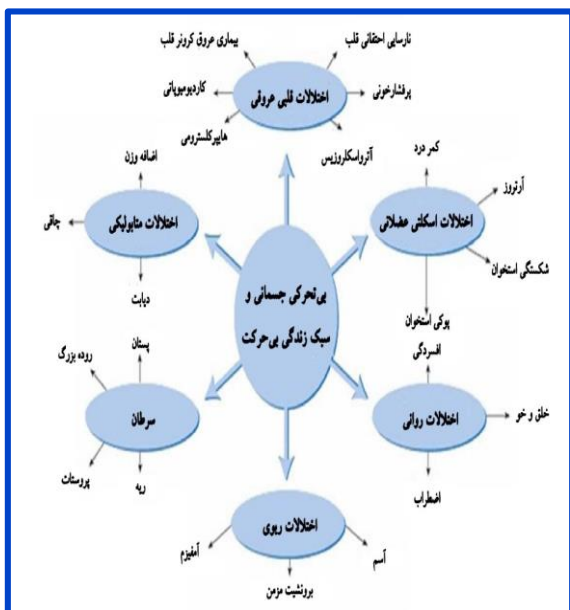 نارسایی احتقانی قلب
بیماری عروق کرونر قلب
پرفشارخونی
اختلالات قلبی عروقی
کاردیومیوپاتی
آترواسکلروزیس
هایپرکلسترومی
کمر درد
آرتروز
اختلالات اسکلتی عضلانی
شکستگی استخوان
پوکی استخوان
اضافه وزن
اختلالات متابولیکی
چاقی
دیابت
بی‌تحرکی جسمانی و
سبک زندگی بی‌حرکت
افسردگی
خلق و خو
اختلالات روانی
اضطراب
پستان
روده بزرگ
سرطان
ریه
پروستات
اختلالات ریوی
آسم
برونشیت مزمن
آمفیزم